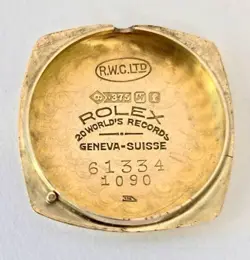 R.W.C.LTD
.375
ROLEX
20 WORLD'S RECORDS
GENEVA-SUISSE
61334
1090